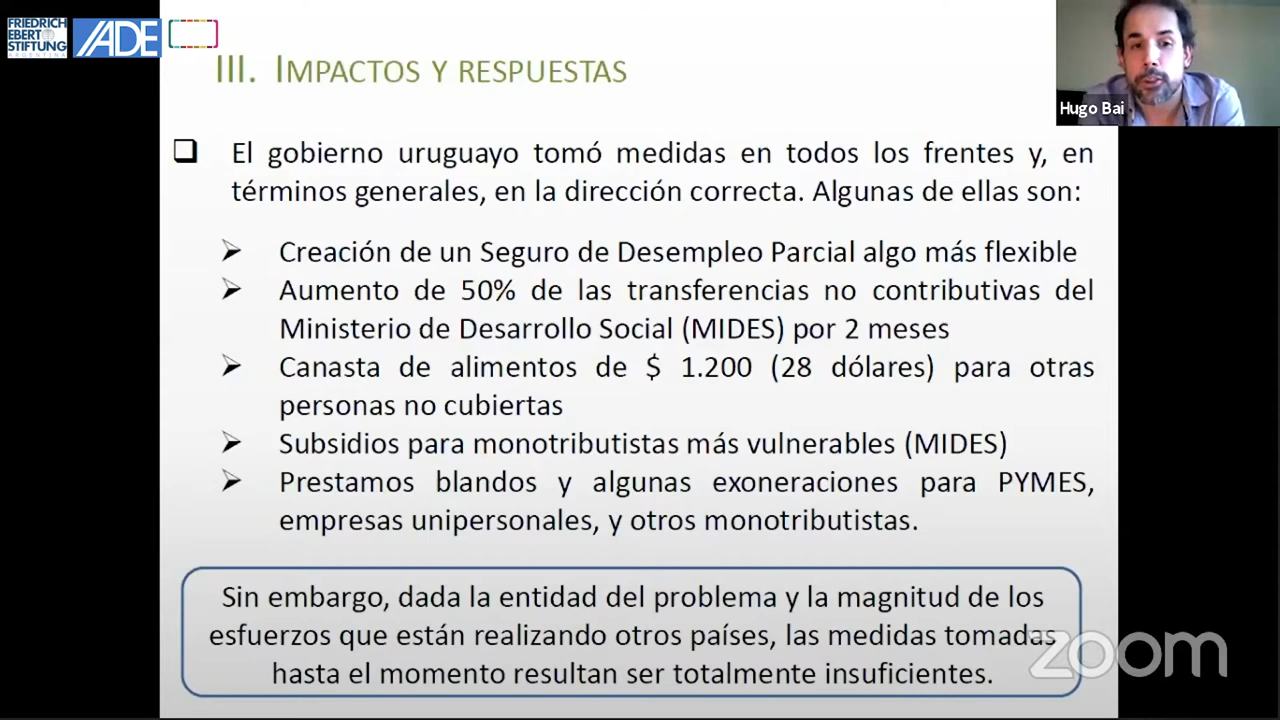 FRIEDRICH
EBERT
STIFTUNG
ARGENTINA
IADE
III. IMPACTOS Y RESPUESTAS
Hugo Bai
❑ El gobierno uruguayo tomó medidas en todos los frentes y, en
términos generales, en la dirección correcta. Algunas de ellas son:
➢ Creación de un Seguro de Desempleo Parcial algo más flexible
➢ Aumento de 50% de las transferencias no contributivas del
Ministerio de Desarrollo Social (MIDES) por 2 meses
➢ Canasta de alimentos de $ 1.200 (28 dólares) para otras
personas no cubiertas
➢ Subsidios para monotributistas más vulnerables (MIDES)
➢ Prestamos blandos y algunas exoneraciones para PYMES,
empresas unipersonales, y otros monotributistas.
Sin embargo, dada la entidad del problema y la magnitud de los
esfuerzos que están realizando otros países, las medidas tomadas
hasta el momento resultan ser totalmente insuficientes.
zoom